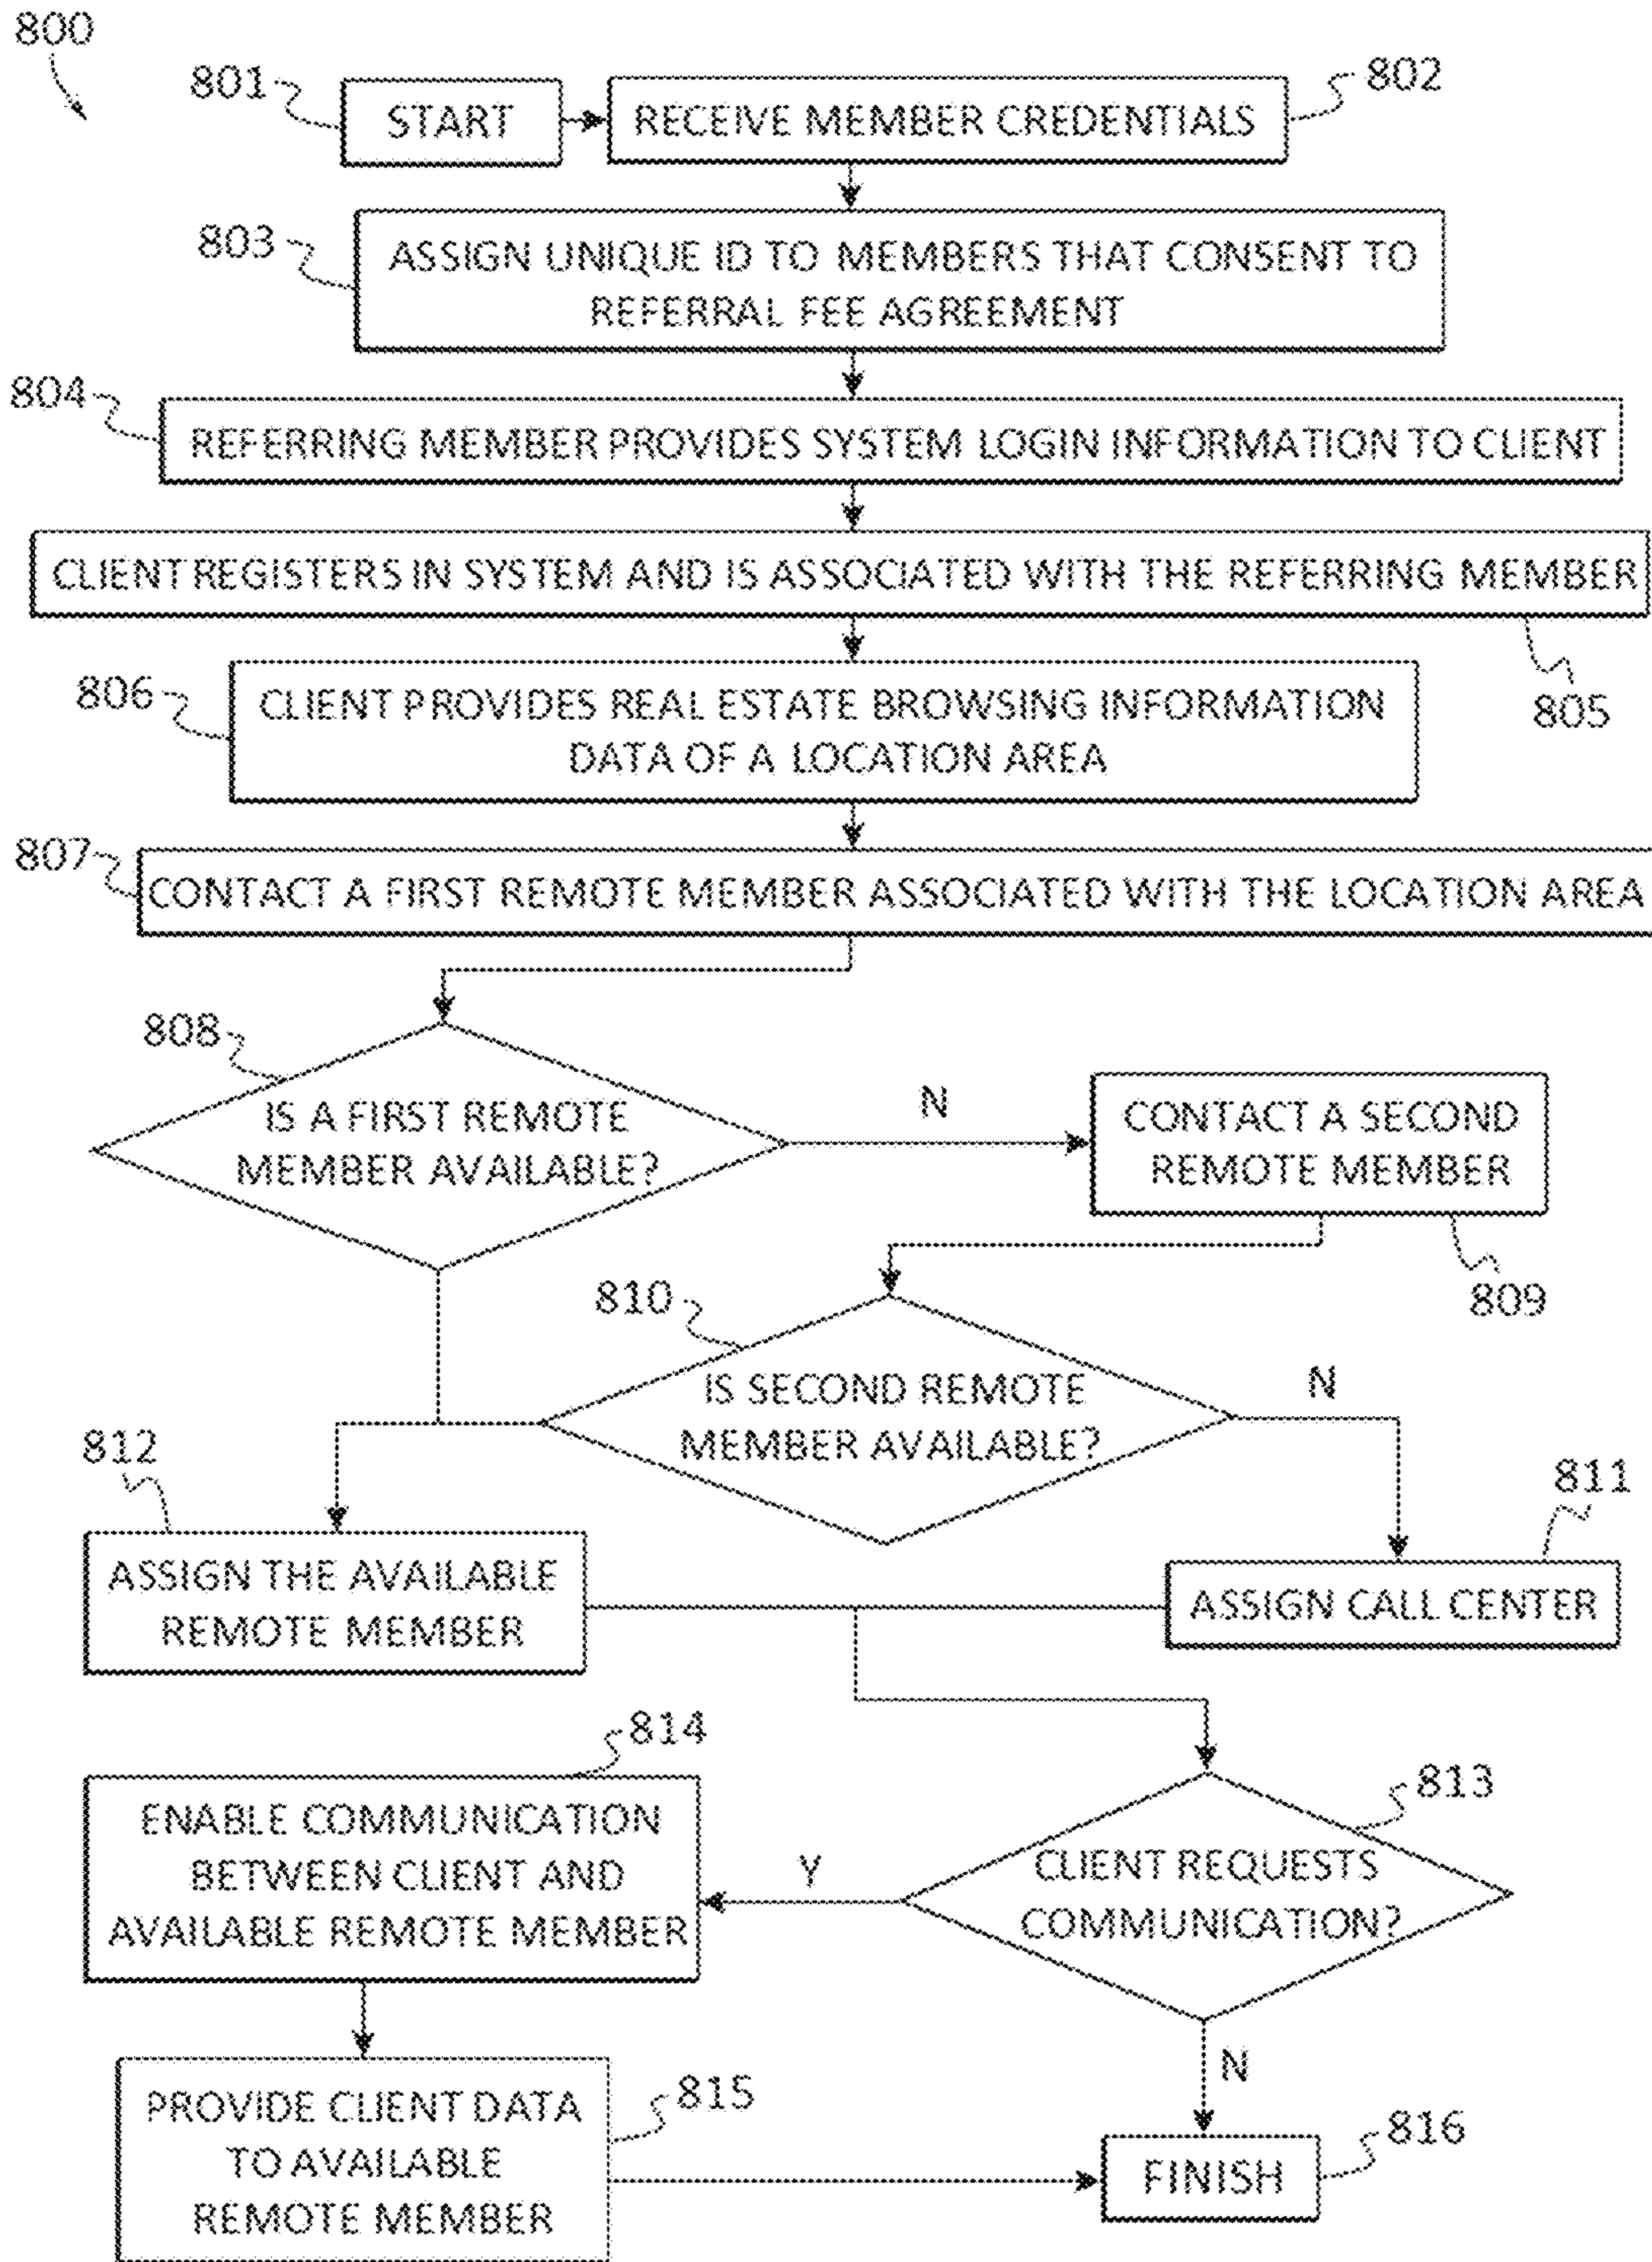 800
801
START
RECEIVE MEMBER CREDENTIALS
802
803
ASSIGN UNIQUE ID TO MEMBERS THAT CONSENT TO
REFERRAL FEE AGREEMENT
804
REFERRING MEMBER PROVIDES SYSTEM LOGIN INFORMATION TO CLIENT
CLIENT REGISTERS IN SYSTEM AND IS ASSOCIATED WITH THE REFERRING MEMBER
805
806
CLIENT PROVIDES REAL ESTATE BROWSING INFORMATION
DATA OF A LOCATION AREA
807
CONTACT A FIRST REMOTE MEMBER ASSOCIATED WITH THE LOCATION AREA
808
IS A FIRST REMOTE
MEMBER AVAILABLE?
N
CONTACT A SECOND
REMOTE MEMBER
809
810
IS SECOND REMOTE
MEMBER AVAILABLE?
N
812
ASSIGN THE AVAILABLE
REMOTE MEMBER
811
ASSIGN CALL CENTER
814
ENABLE COMMUNICATION
BETWEEN CLIENT AND
AVAILABLE REMOTE MEMBER
Y
813
CLIENT REQUESTS
COMMUNICATION?
N
PROVIDE CLIENT DATA
TO AVAILABLE
REMOTE MEMBER
815
FINISH
816